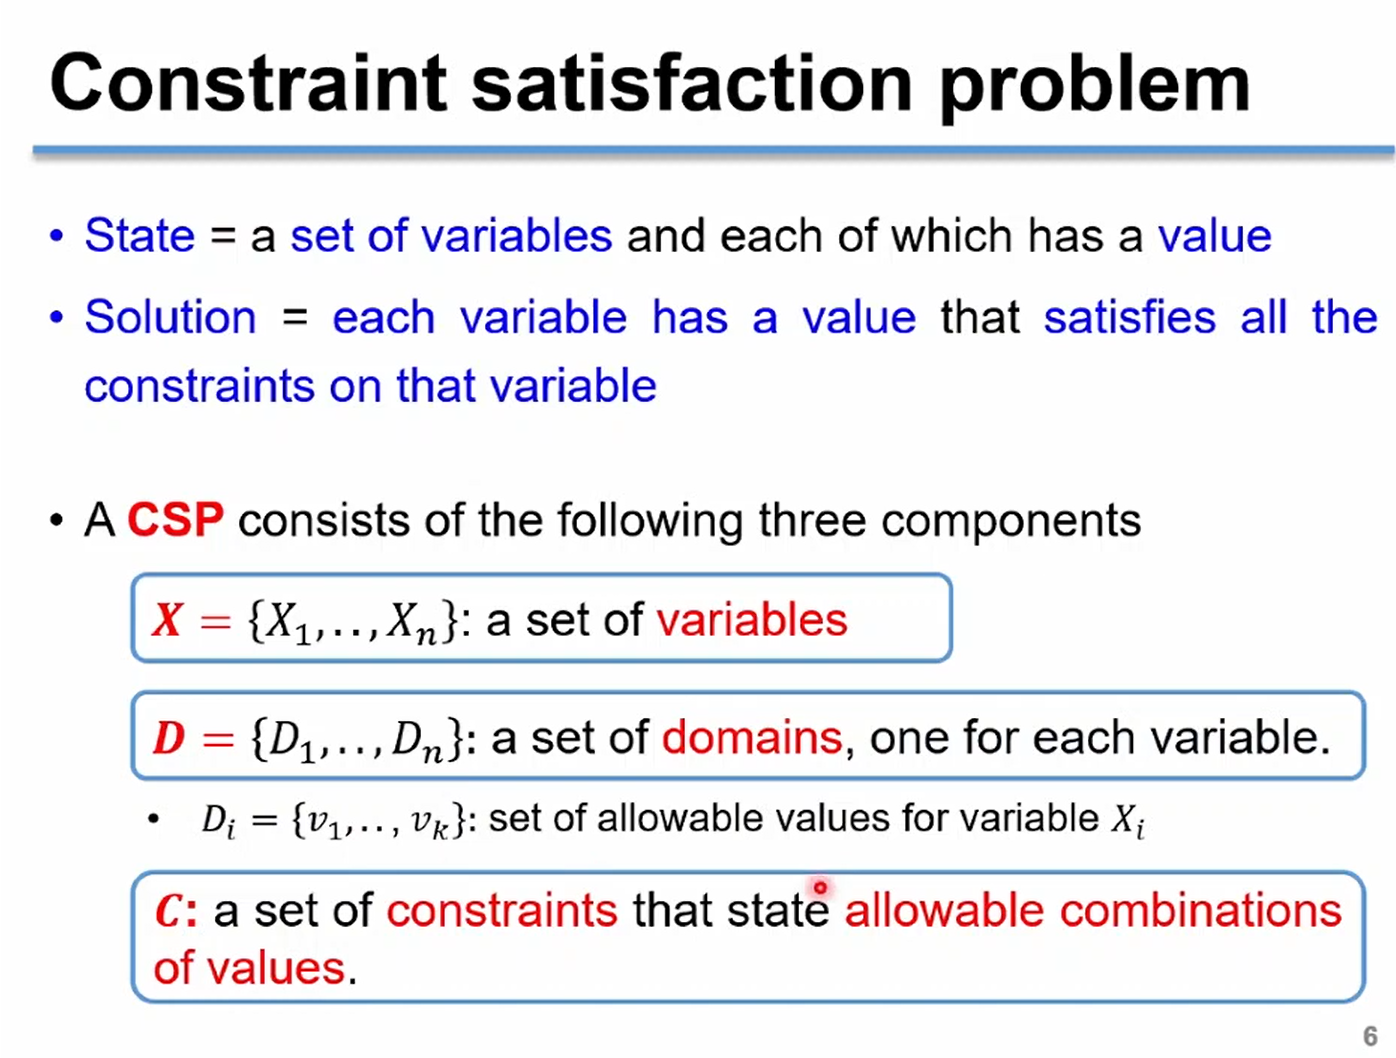 Constraint satisfaction problem
• State = a set of variables and each of which has a value
• Solution = each variable has a value that satisfies all the
constraints on that variable
• A CSP consists of the following three components
X = {X₁,..,Xₙ}: a set of variables
D = {D₁,..,Dₙ}: a set of domains, one for each variable.
• Dᵢ = {v₁,..,vₖ}: set of allowable values for variable Xᵢ
C: a set of constraints that state allowable combinations
of values.
6